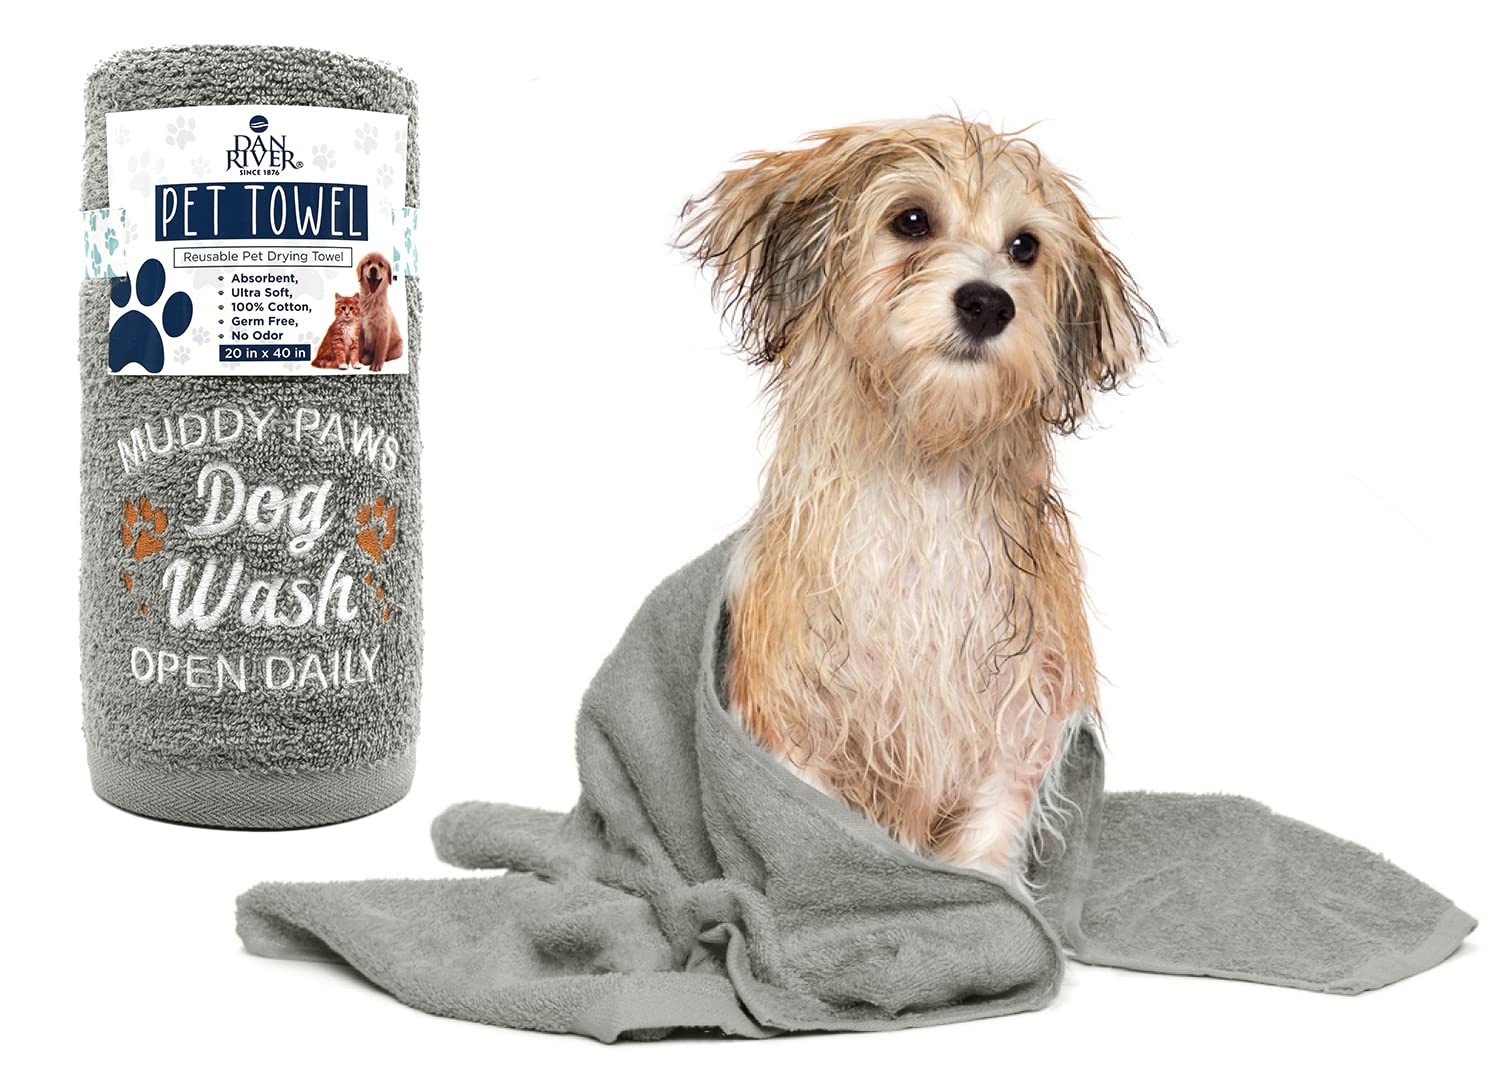 DAN
RIVER®
SINCE 1876
PET TOWEL
Reusable Pet Drying Towel
Absorbent,
Ultra Soft,
100% Cotton,
Germ Free,
No Odor
20 in x 40 in
MUDDY PAWS
Dog
Wash
OPEN DAILY